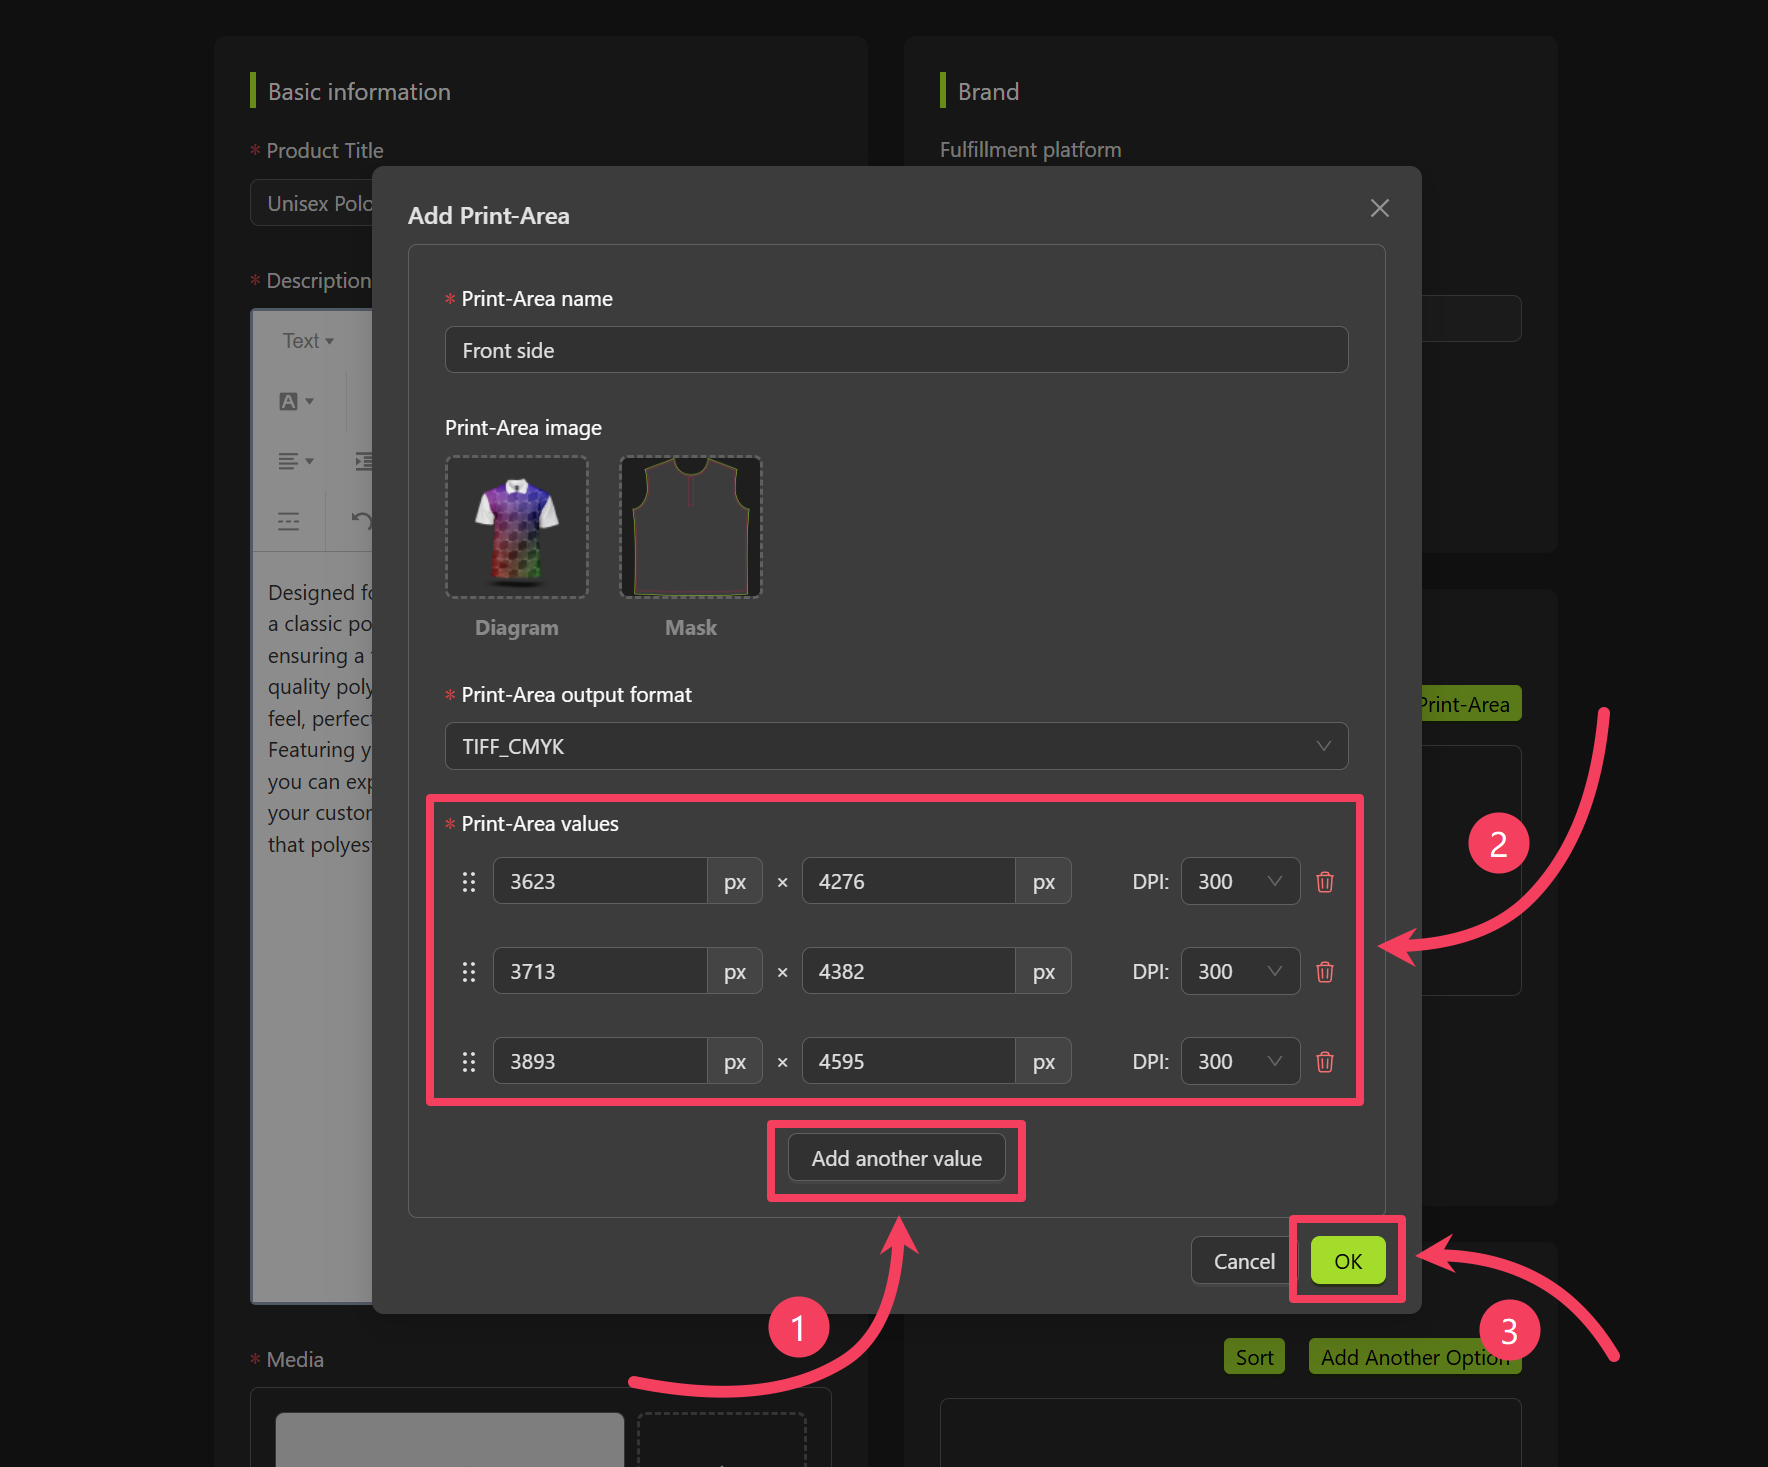 Basic information
* Product Title
Unisex Polo
* Description
Text
A
Designed
a classic po
ensuring a
quality poly
feel, perfect
Featuring y
you can exp
your custom
that polyest
* Media
Brand
Fulfillment platform
Print-Area
Sort
Add Another Option
Add Print-Area
* Print-Area name
Front side
Print-Area image
Diagram
Mask
* Print-Area output format
TIFF_CMYK
* Print-Area values
3623 px × 4276 px DPI: 300
3713 px × 4382 px DPI: 300
3893 px × 4595 px DPI: 300
Add another value
Cancel
OK
1
2
3